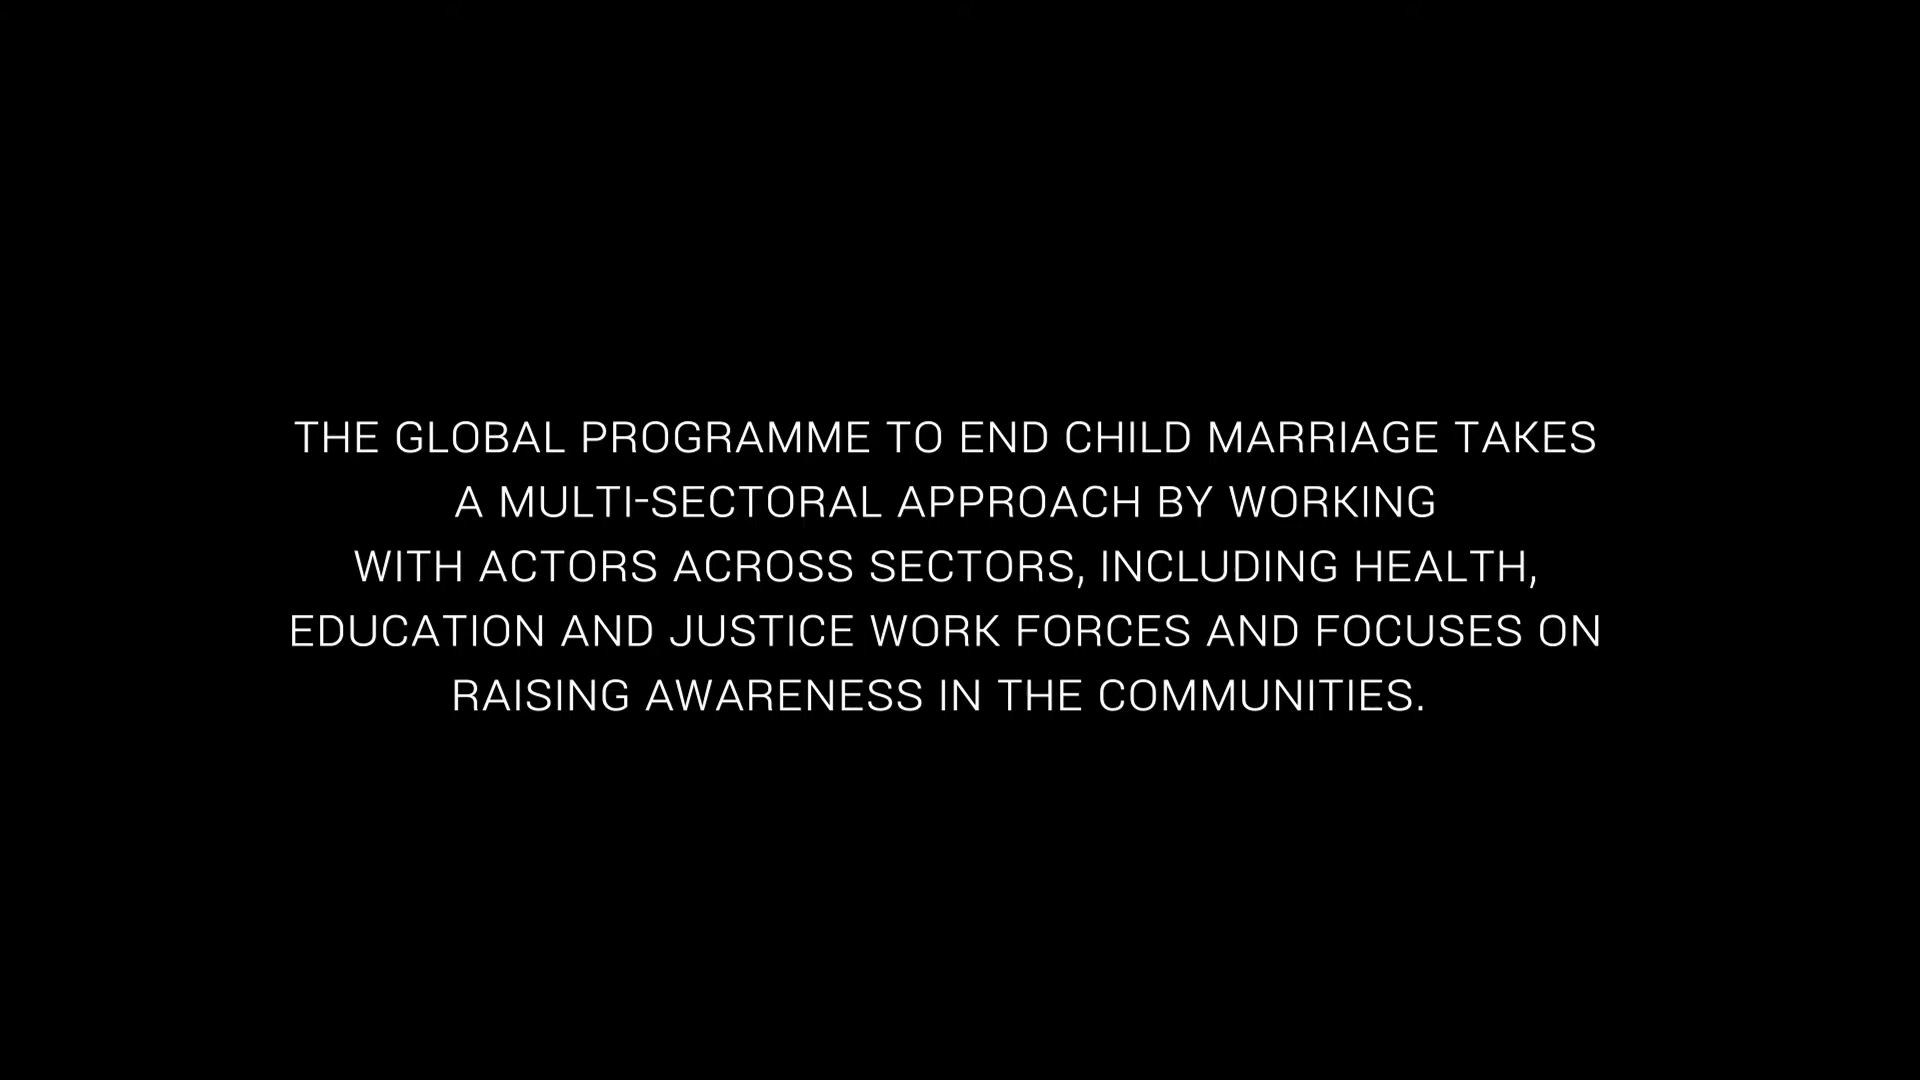 THE GLOBAL PROGRAMME TO END CHILD MARRIAGE TAKES
A MULTI-SECTORAL APPROACH BY WORKING
WITH ACTORS ACROSS SECTORS, INCLUDING HEALTH,
EDUCATION AND JUSTICE WORK FORCES AND FOCUSES ON
RAISING AWARENESS IN THE COMMUNITIES.